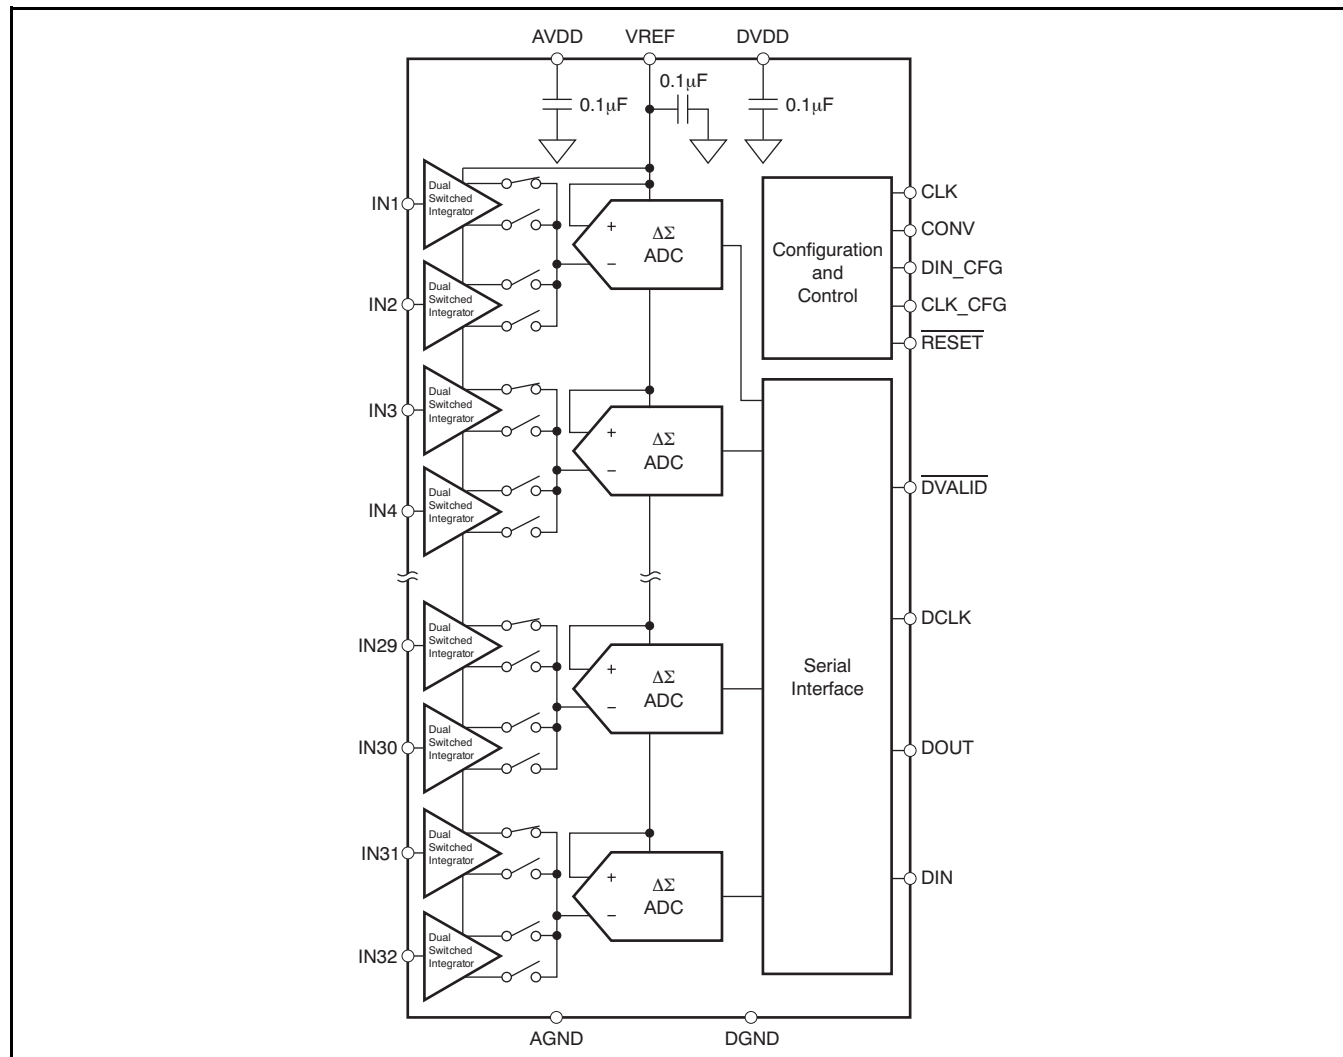 AVDD VREF DVDD
0.1μF
0.1μF
0.1μF
IN1
Dual
Switched
Integrator
+
−
ΔΣ
ADC
IN2
Dual
Switched
Integrator
Configuration
and
Control
CLK
CONV
DIN_CFG
CLK_CFG
RESET
IN3
Dual
Switched
Integrator
+
−
ΔΣ
ADC
IN4
Dual
Switched
Integrator
IN29
Dual
Switched
Integrator
+
−
ΔΣ
ADC
IN30
Dual
Switched
Integrator
Serial
Interface
DVALID
DCLK
DOUT
DIN
IN31
Dual
Switched
Integrator
+
−
ΔΣ
ADC
IN32
Dual
Switched
Integrator
AGND DGND